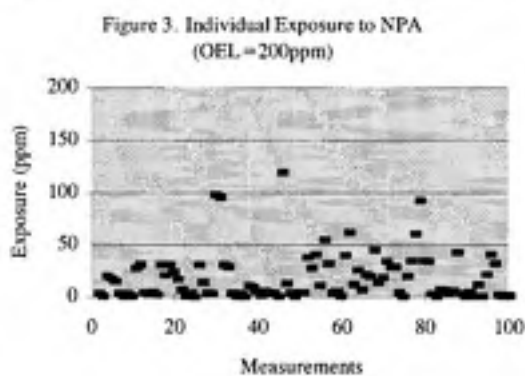 Figure 3. Individual Exposure to NPA
(OEL=200ppm)
200
150
100
50
0
Exposure (ppm)
0 20 40 60 80 100
Measurements